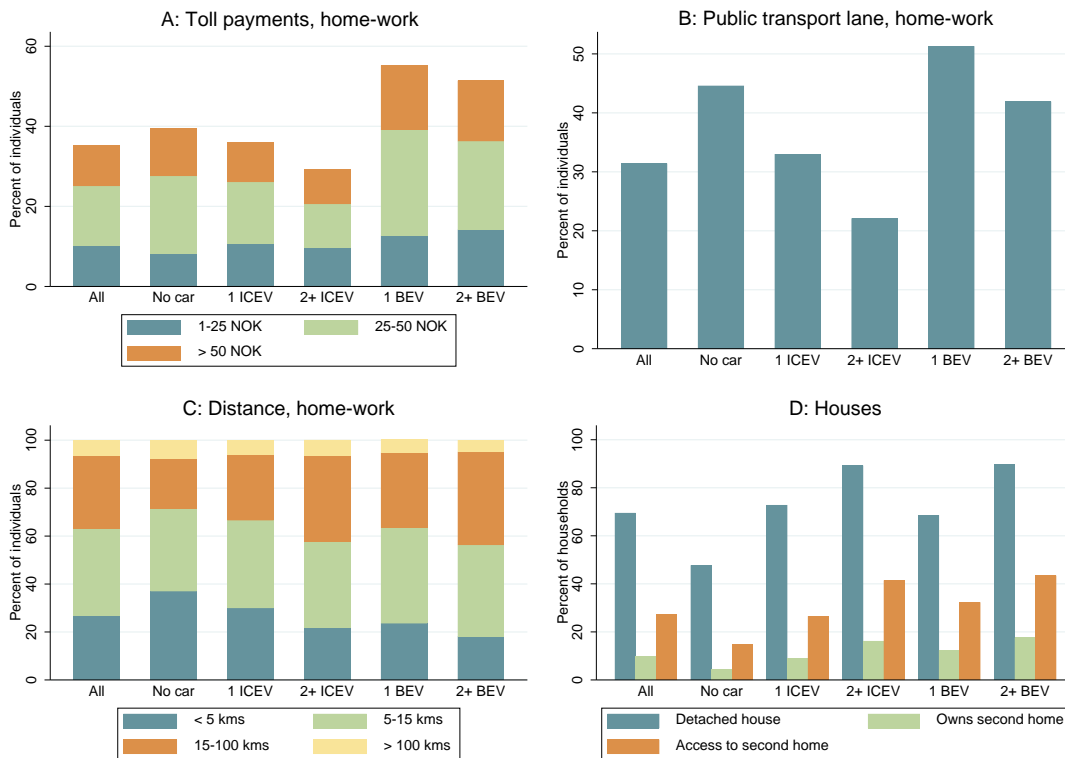 A: Toll payments, home-work
Percent of individuals
60
40
20
0
All No car 1 ICEV 2+ ICEV 1 BEV 2+ BEV
1-25 NOK 25-50 NOK
> 50 NOK
B: Public transport lane, home-work
Percent of individuals
50
40
30
20
10
0
All No car 1 ICEV 2+ ICEV 1 BEV 2+ BEV
C: Distance, home-work
Percent of individuals
100
80
60
40
20
0
All No car 1 ICEV 2+ ICEV 1 BEV 2+ BEV
< 5 kms 5-15 kms
15-100 kms > 100 kms
D: Houses
Percent of households
100
80
60
40
20
0
All No car 1 ICEV 2+ ICEV 1 BEV 2+ BEV
Detached house Owns second home
Access to second home